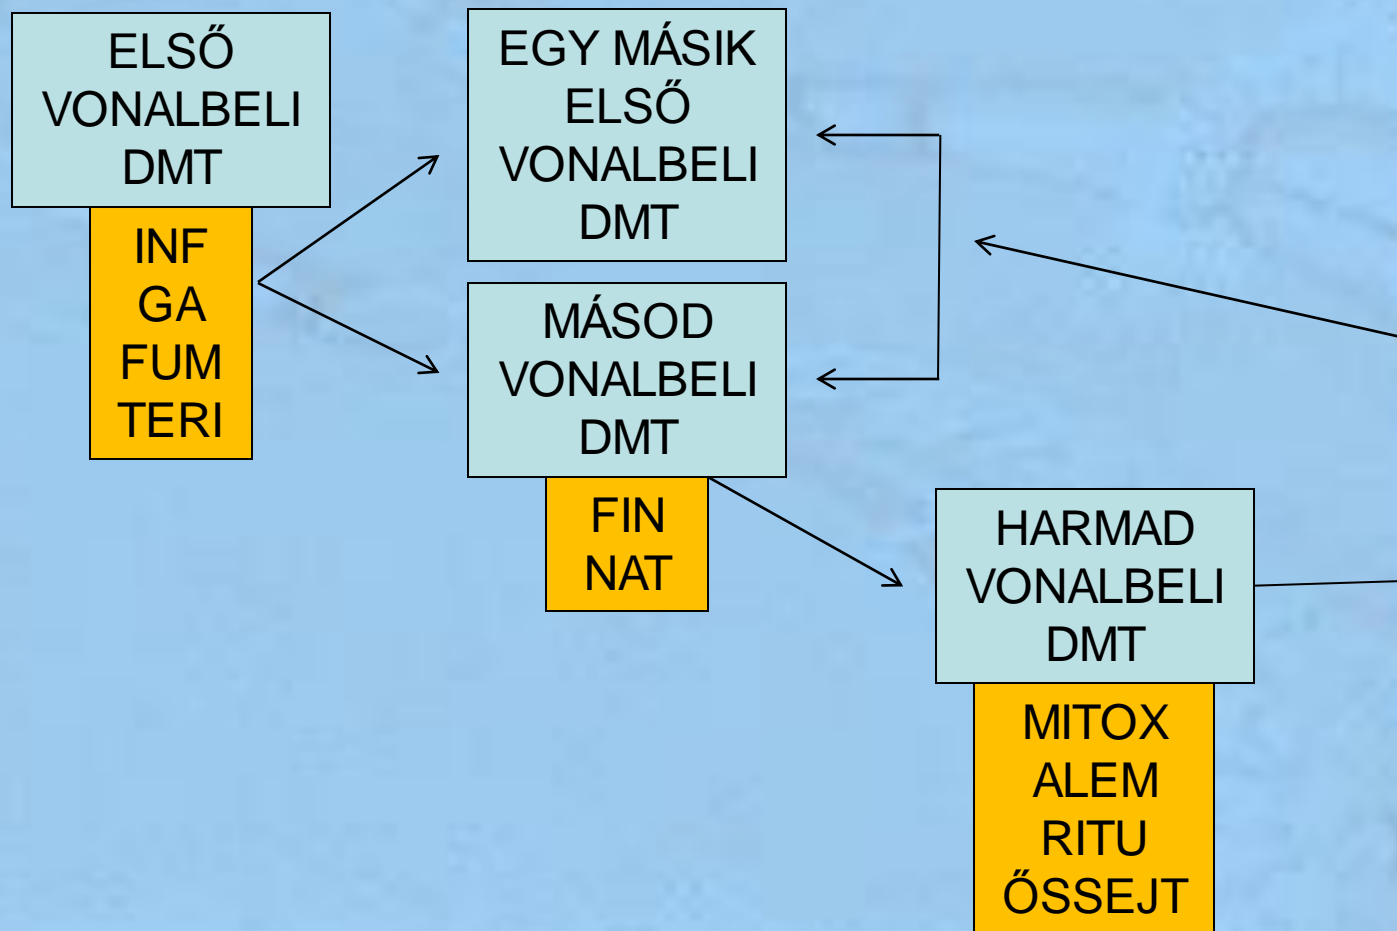 ELSŐ
VONALBELI
DMT
INF
GA
FUM
TERI
EGY MÁSIK
ELSŐ
VONALBELI
DMT
MÁSOD
VONALBELI
DMT
FIN
NAT
HARMAD
VONALBELI
DMT
MITOX
ALEM
RITU
ŐSSEJT